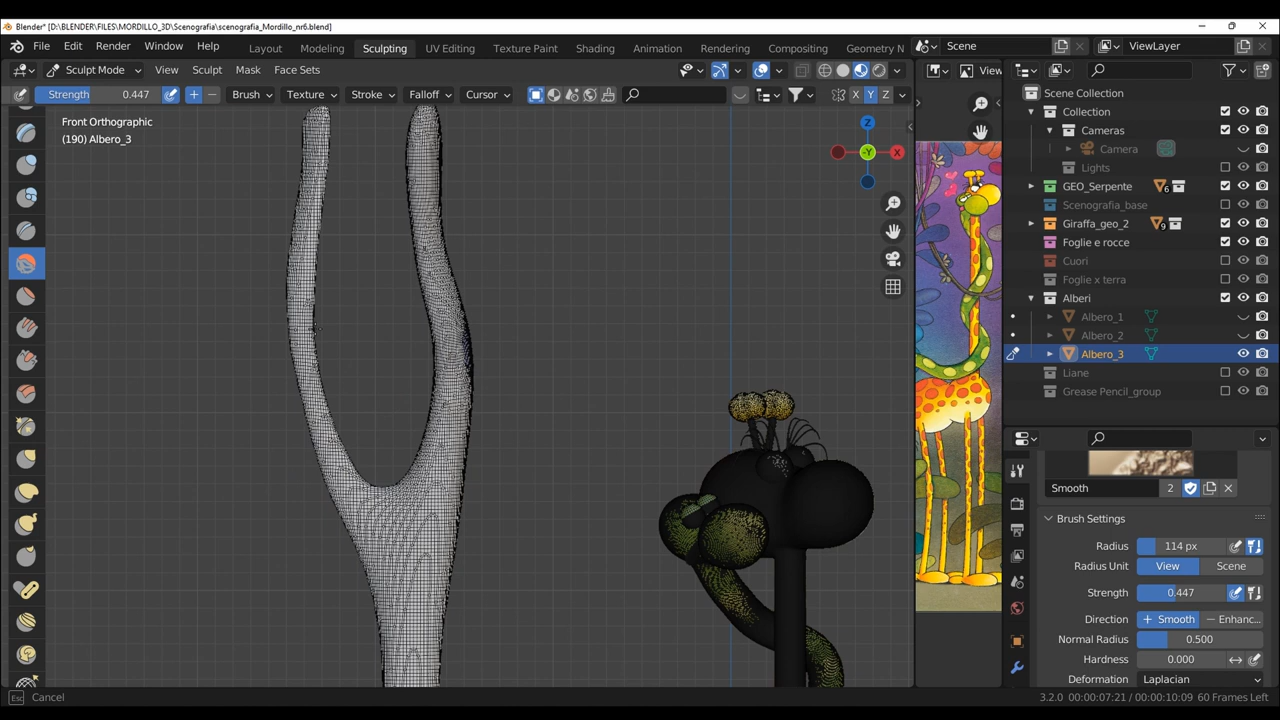 Blender* [D:\BLENDER\FILES\MORDILLO_3D\Scenografia\scenografia_Mordillo_nr6.blend]
File Edit Render Window Help Layout Modeling Sculpting UV Editing Texture Paint Shading Animation Rendering Compositing Geometry N Scene ViewLayer
Sculpt Mode View Sculpt Mask Face Sets View
Strength 0.447 Brush Texture Stroke Falloff Cursor X Y Z
Front Orthographic
(190) Albero_3
Z
Y X
Scene Collection
Collection
Cameras
Camera
Lights
GEO_Serpente 6
Scenografia_base
Giraffa_geo_2 9
Foglie e rocce
Cuori
Foglie x terra
Alberi
Albero_1
Albero_2
Albero_3
Liane
Grease Pencil_group
Smooth 2
Brush Settings
Radius 114 px
Radius Unit View Scene
Strength 0.447
Direction + Smooth − Enhanc...
Normal Radius 0.500
Hardness 0.000
Deformation Laplacian
Esc Cancel 3.2.0 00:00:07:21 / 00:00:10:09 60 Frames Left